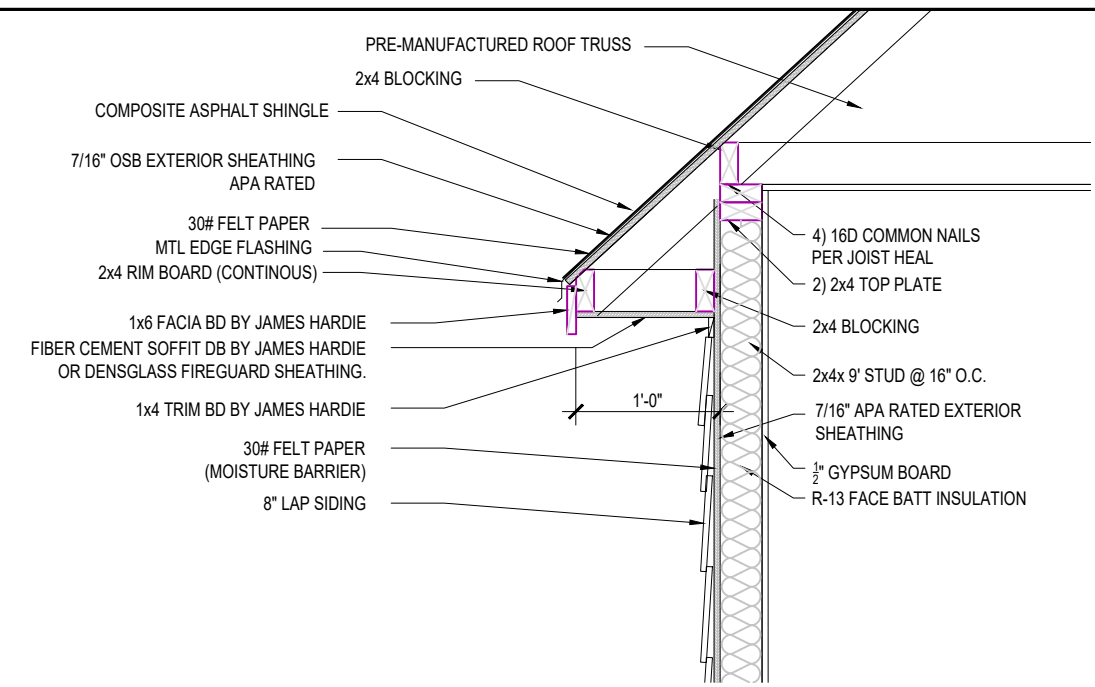 PRE-MANUFACTURED ROOF TRUSS
2x4 BLOCKING
COMPOSITE ASPHALT SHINGLE
7/16" OSB EXTERIOR SHEATHING
APA RATED
30# FELT PAPER
MTL EDGE FLASHING
2x4 RIM BOARD (CONTINOUS)
1x6 FACIA BD BY JAMES HARDIE
FIBER CEMENT SOFFIT DB BY JAMES HARDIE
OR DENSGLASS FIREGUARD SHEATHING.
1x4 TRIM BD BY JAMES HARDIE
30# FELT PAPER
(MOISTURE BARRIER)
8" LAP SIDING
1'-0"
4) 16D COMMON NAILS
PER JOIST HEAL
2) 2x4 TOP PLATE
2x4 BLOCKING
2x4x 9' STUD @ 16" O.C.
7/16" APA RATED EXTERIOR
SHEATHING
1/2" GYPSUM BOARD
R-13 FACE BATT INSULATION